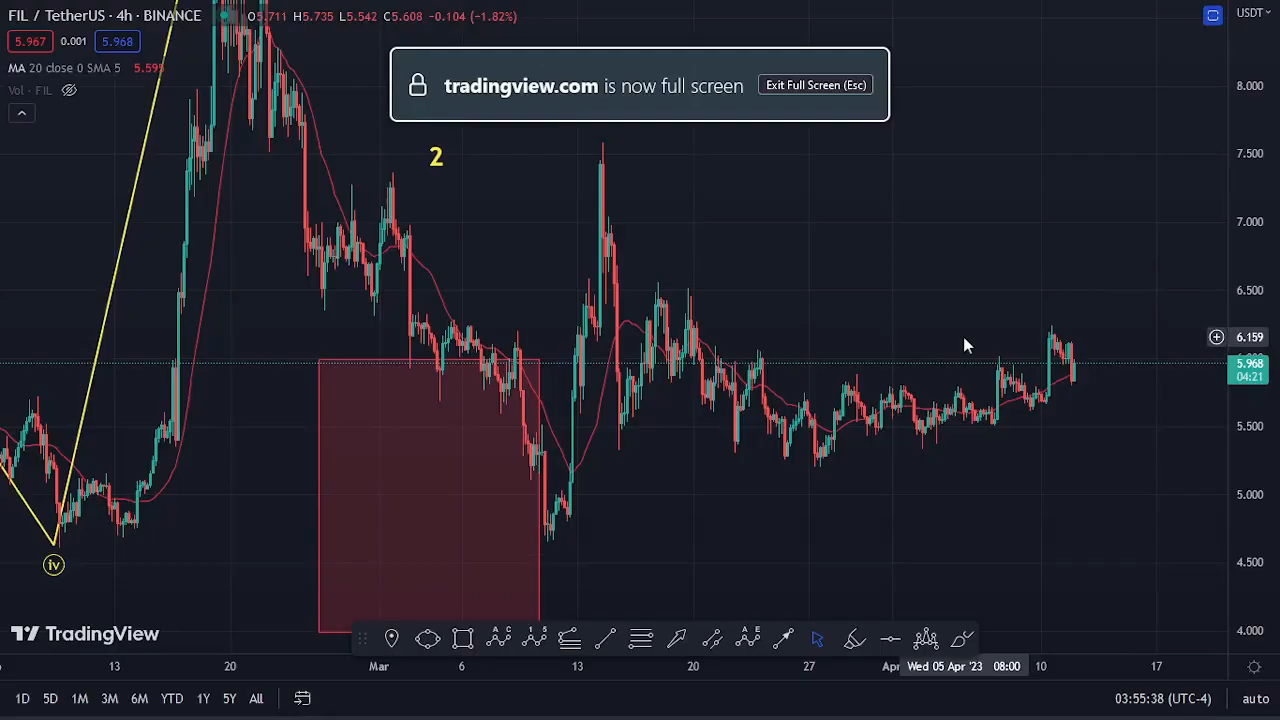 FIL / TetherUS · 4h · BINANCE O5.711 H5.735 L5.542 C5.608 -0.104 (-1.82%)
USDT
5.967 0.001 5.968
MA 20 close 0 SMA 5 5.595
Vol · FIL
tradingview.com is now full screen Exit Full Screen (Esc)
2
8.000
7.500
7.000
6.500
6.159
5.968
04:21
5.500
5.000
4.500
4.000
iv
TradingView
A C
1 5
A E
13 20 Mar 6 13 20 27 Apr Wed 05 Apr '23 08:00 10 17
1D 5D 1M 3M 6M YTD 1Y 5Y All 03:55:38 (UTC-4) auto